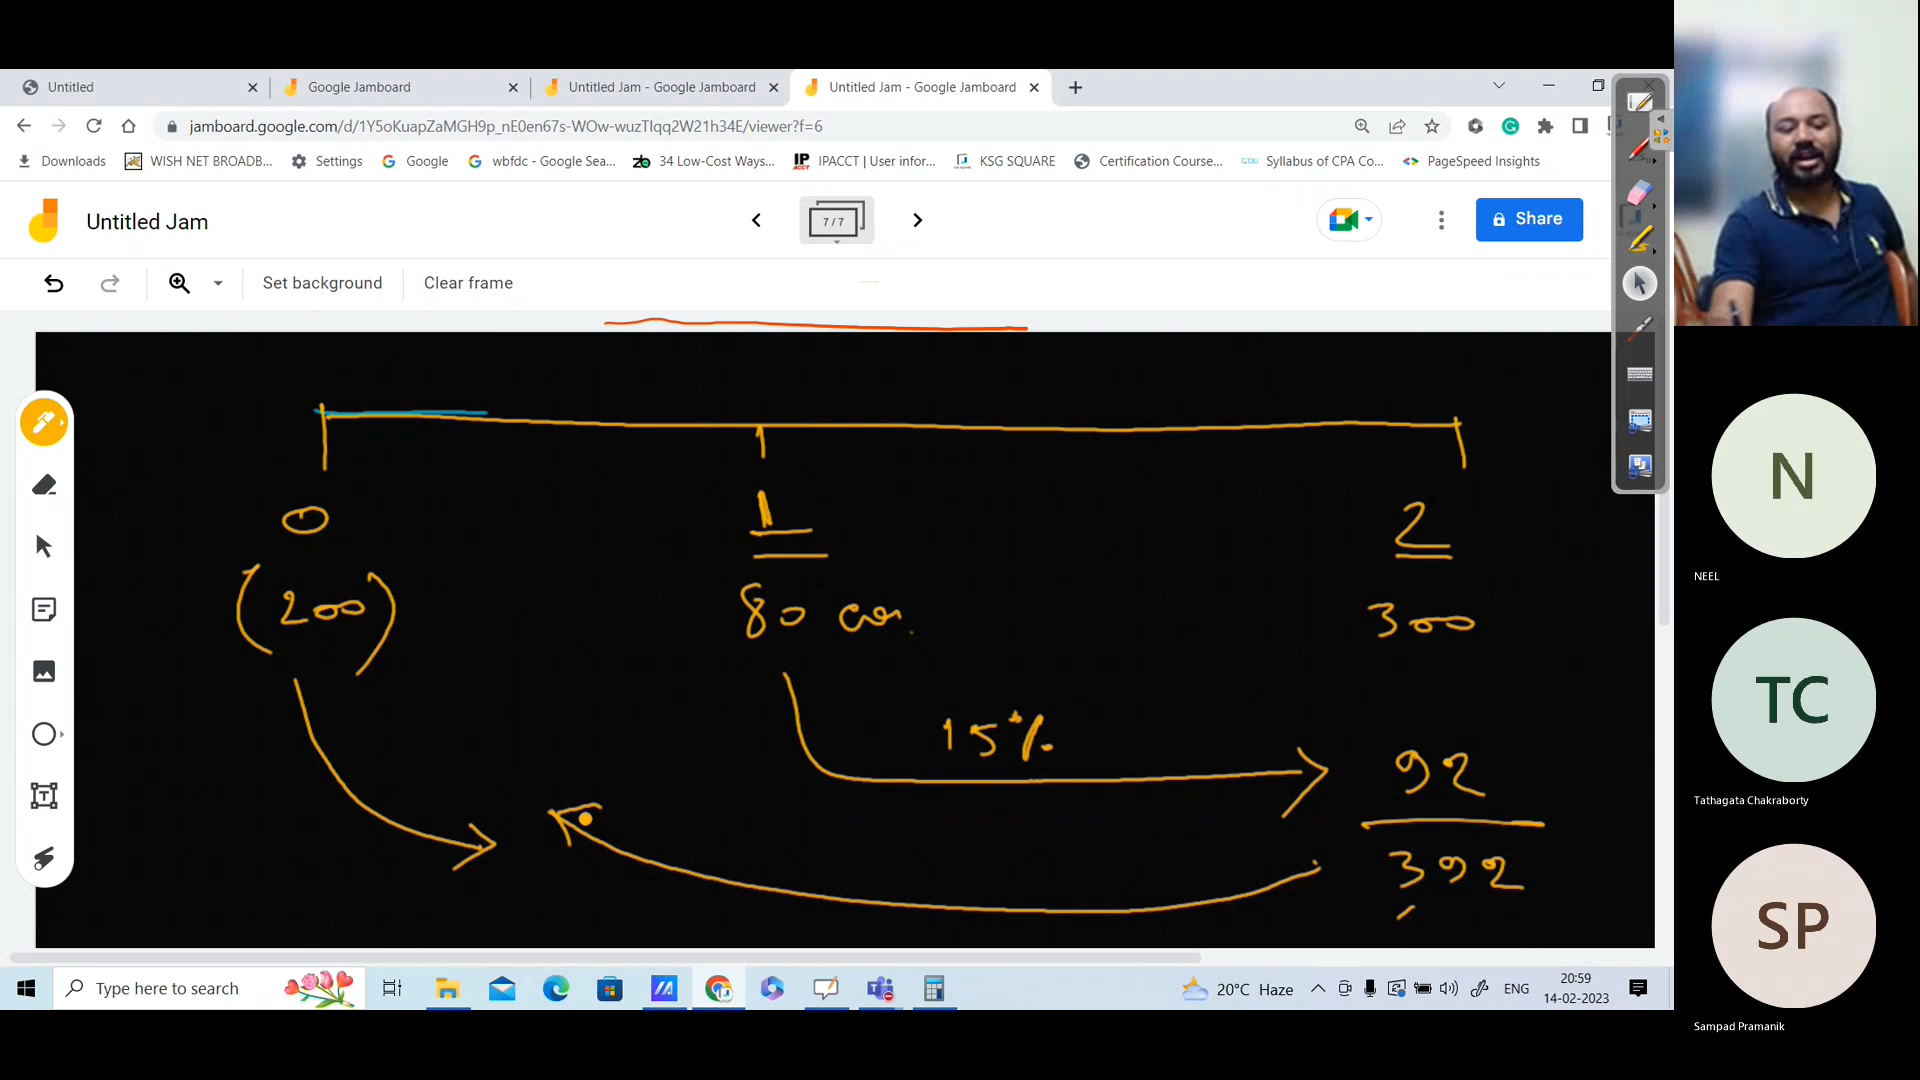 Untitled
Google Jamboard
Untitled Jam - Google Jamboard
Untitled Jam - Google Jamboard
jamboard.google.com/d/1Y5oKuapZaMGH9p_nE0en67s-WOw-wuzTIqq2W21h34E/viewer?f=6
Downloads WISH NET BROADB... Settings Google wbfdc - Google Sea... 34 Low-Cost Ways... IPACCT | User infor... KSG SQUARE Certification Course... Syllabus of CPA Co... PageSpeed Insights
Untitled Jam
7 / 7
Share
Set background Clear frame
0 1 2
(200) 80 300
15% 92
392
N
NEEL
TC
Tathagata Chakraborty
SP
Sampad Pramanik
Type here to search
20°C Haze
ENG
20:59
14-02-2023